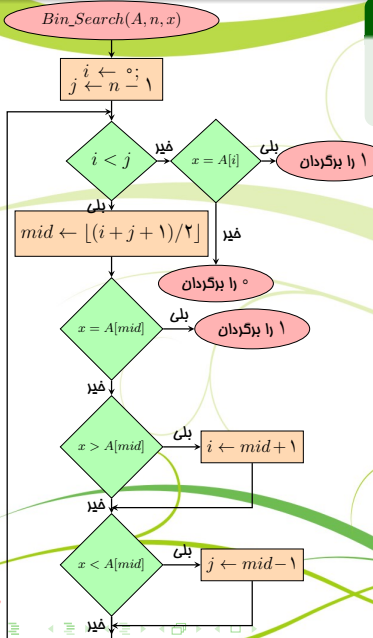 Bin_Search(A, n, x)
i ← ۰;
j ← n − ۱
i < j
خیر
x = A[i]
بلی
۱ را برگردان
بلی
mid ← ⌊(i + j + ۱)/۲⌋
خیر
۰ را برگردان
x = A[mid]
بلی
۱ را برگردان
خیر
x > A[mid]
بلی
i ← mid + ۱
خیر
x < A[mid]
بلی
j ← mid − ۱
خیر